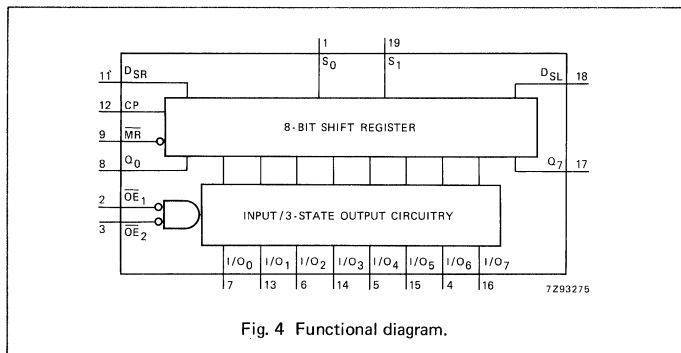 1 19
S0 S1
11 DSR DSL 18
12 CP
8-BIT SHIFT REGISTER
9 MR
8 Q0 Q7 17
2 OE1
INPUT/3-STATE OUTPUT CIRCUITRY
3 OE2
I/O0 I/O1 I/O2 I/O3 I/O4 I/O5 I/O6 I/O7
7 13 6 14 5 15 4 16
7Z93275
Fig. 4 Functional diagram.